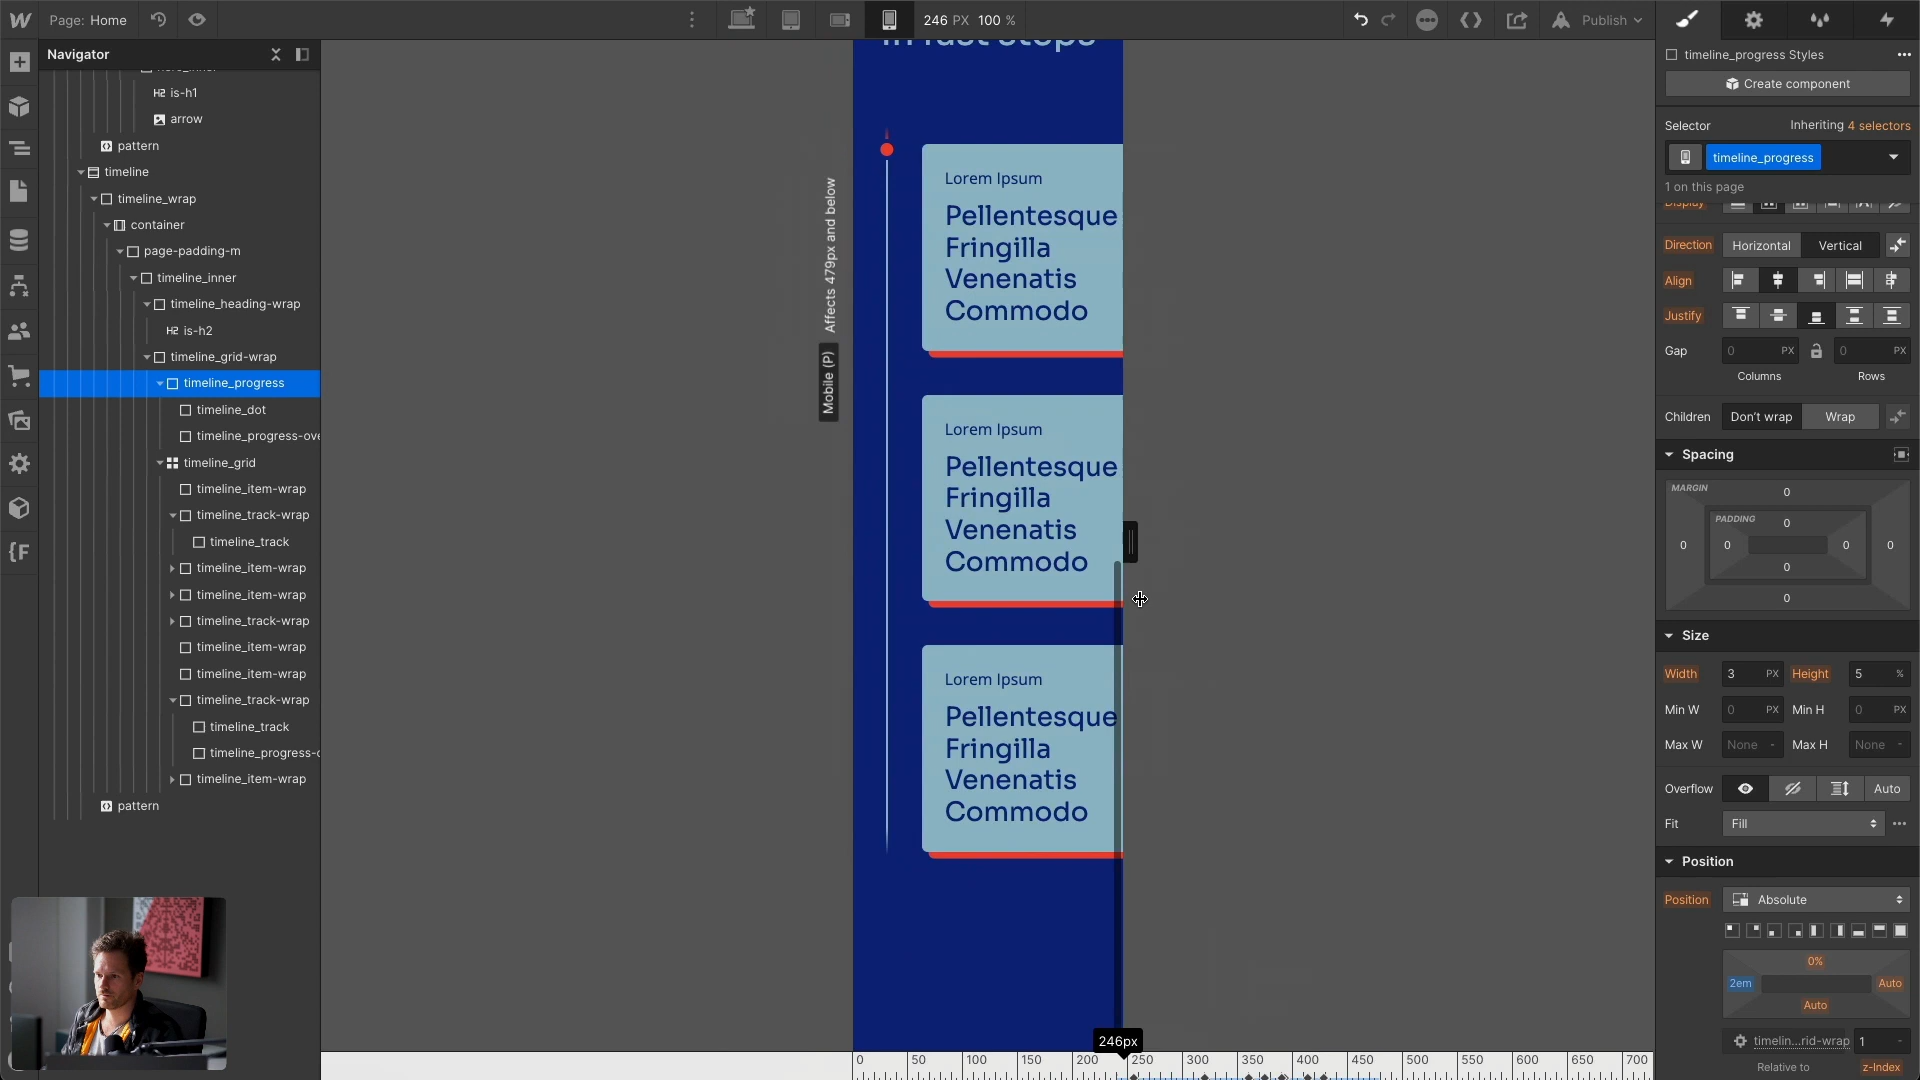 Page: Home
246 PX 100 %
Publish
Navigator
H2 is-h1
arrow
pattern
timeline
timeline_wrap
container
page-padding-m
timeline_inner
timeline_heading-wrap
H2 is-h2
timeline_grid-wrap
timeline_progress
timeline_dot
timeline_progress-ove
timeline_grid
timeline_item-wrap
timeline_track-wrap
timeline_track
timeline_item-wrap
timeline_item-wrap
timeline_track-wrap
timeline_item-wrap
timeline_item-wrap
timeline_track-wrap
timeline_track
timeline_progress-o
timeline_item-wrap
pattern
Affects 479px and below
Mobile (P)
in fast steps
Lorem Ipsum
Pellentesque
Fringilla
Venenatis
Commodo
Lorem Ipsum
Pellentesque
Fringilla
Venenatis
Commodo
Lorem Ipsum
Pellentesque
Fringilla
Venenatis
Commodo
246px
0 50 100 150 200 250 300 350 400 450 500 550 600 650 700
timeline_progress Styles
Create component
Selector Inheriting 4 selectors
timeline_progress
1 on this page
Display
Direction Horizontal Vertical
Align
Justify
Gap 0 PX 0 PX
Columns Rows
Children Don't wrap Wrap
Spacing
MARGIN 0
PADDING 0
0 0 0 0
0
0
Size
Width 3 PX Height 5 %
Min W 0 PX Min H 0 PX
Max W None - Max H None -
Overflow Auto
Fit Fill
Position
Position Absolute
0%
2em Auto
Auto
timelin...rid-wrap 1 -
Relative to z-Index